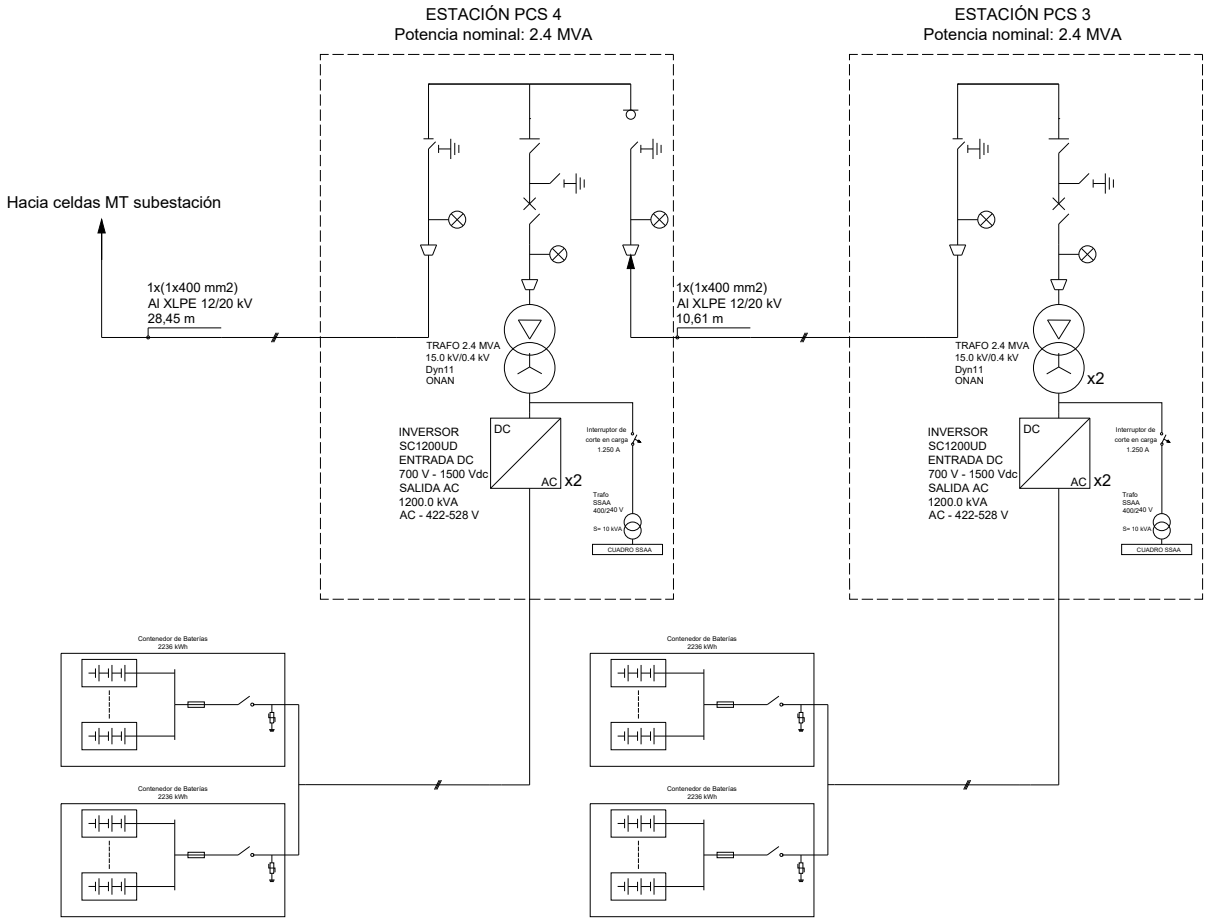 ESTACIÓN PCS 4
Potencia nominal: 2.4 MVA
ESTACIÓN PCS 3
Potencia nominal: 2.4 MVA
Hacia celdas MT subestación
1x(1x400 mm2)
Al XLPE 12/20 kV
28,45 m
1x(1x400 mm2)
Al XLPE 12/20 kV
10,61 m
TRAFO 2.4 MVA
15.0 kV/0.4 kV
Dyn11
ONAN
TRAFO 2.4 MVA
15.0 kV/0.4 kV
Dyn11
ONAN
x2
INVERSOR
SC1200UD
ENTRADA DC
700 V - 1500 Vdc
SALIDA AC
1200.0 kVA
AC - 422-528 V
DC
AC
x2
Interruptor de
corte en carga
1.250 A
Trafo
SSAA
400/240 V
S= 10 kVA
CUADRO SSAA
INVERSOR
SC1200UD
ENTRADA DC
700 V - 1500 Vdc
SALIDA AC
1200.0 kVA
AC - 422-528 V
DC
AC
x2
Interruptor de
corte en carga
1.250 A
Trafo
SSAA
400/240 V
S= 10 kVA
CUADRO SSAA
Contenedor de Baterías
2236 kWh
Contenedor de Baterías
2236 kWh
Contenedor de Baterías
2236 kWh
Contenedor de Baterías
2236 kWh